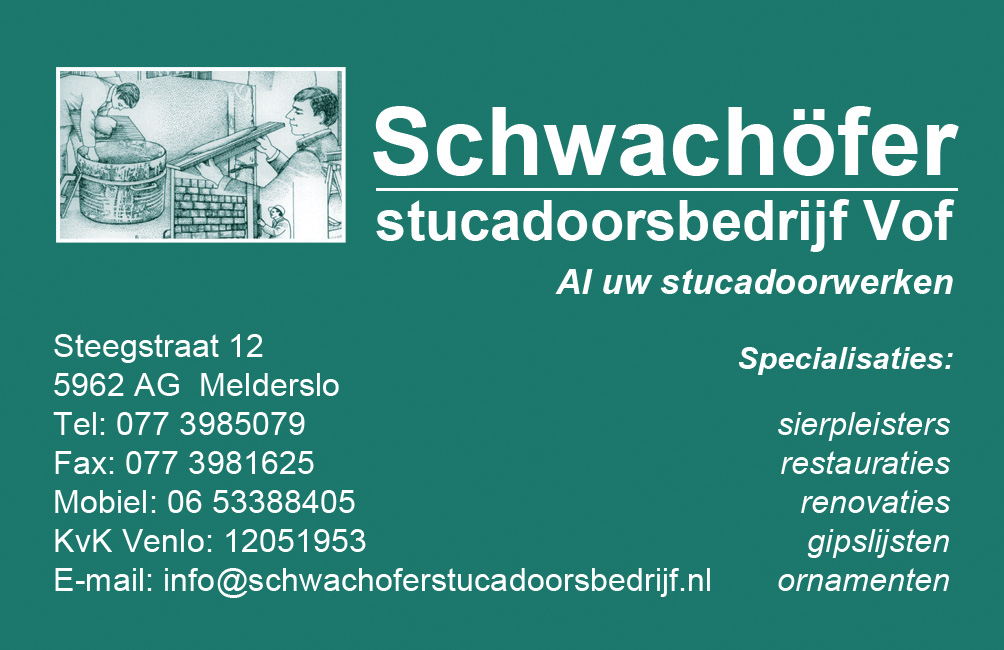 Schwachöfer
stucadoorsbedrijf Vof
Al uw stucadoorwerken
Steegstraat 12
5962 AG  Melderslo
Tel: 077 3985079
Fax: 077 3981625
Mobiel: 06 53388405
KvK Venlo: 12051953
E-mail: info@schwachoferstucadoorsbedrijf.nl
Specialisaties:
sierpleisters
restauraties
renovaties
gipslijsten
ornamenten